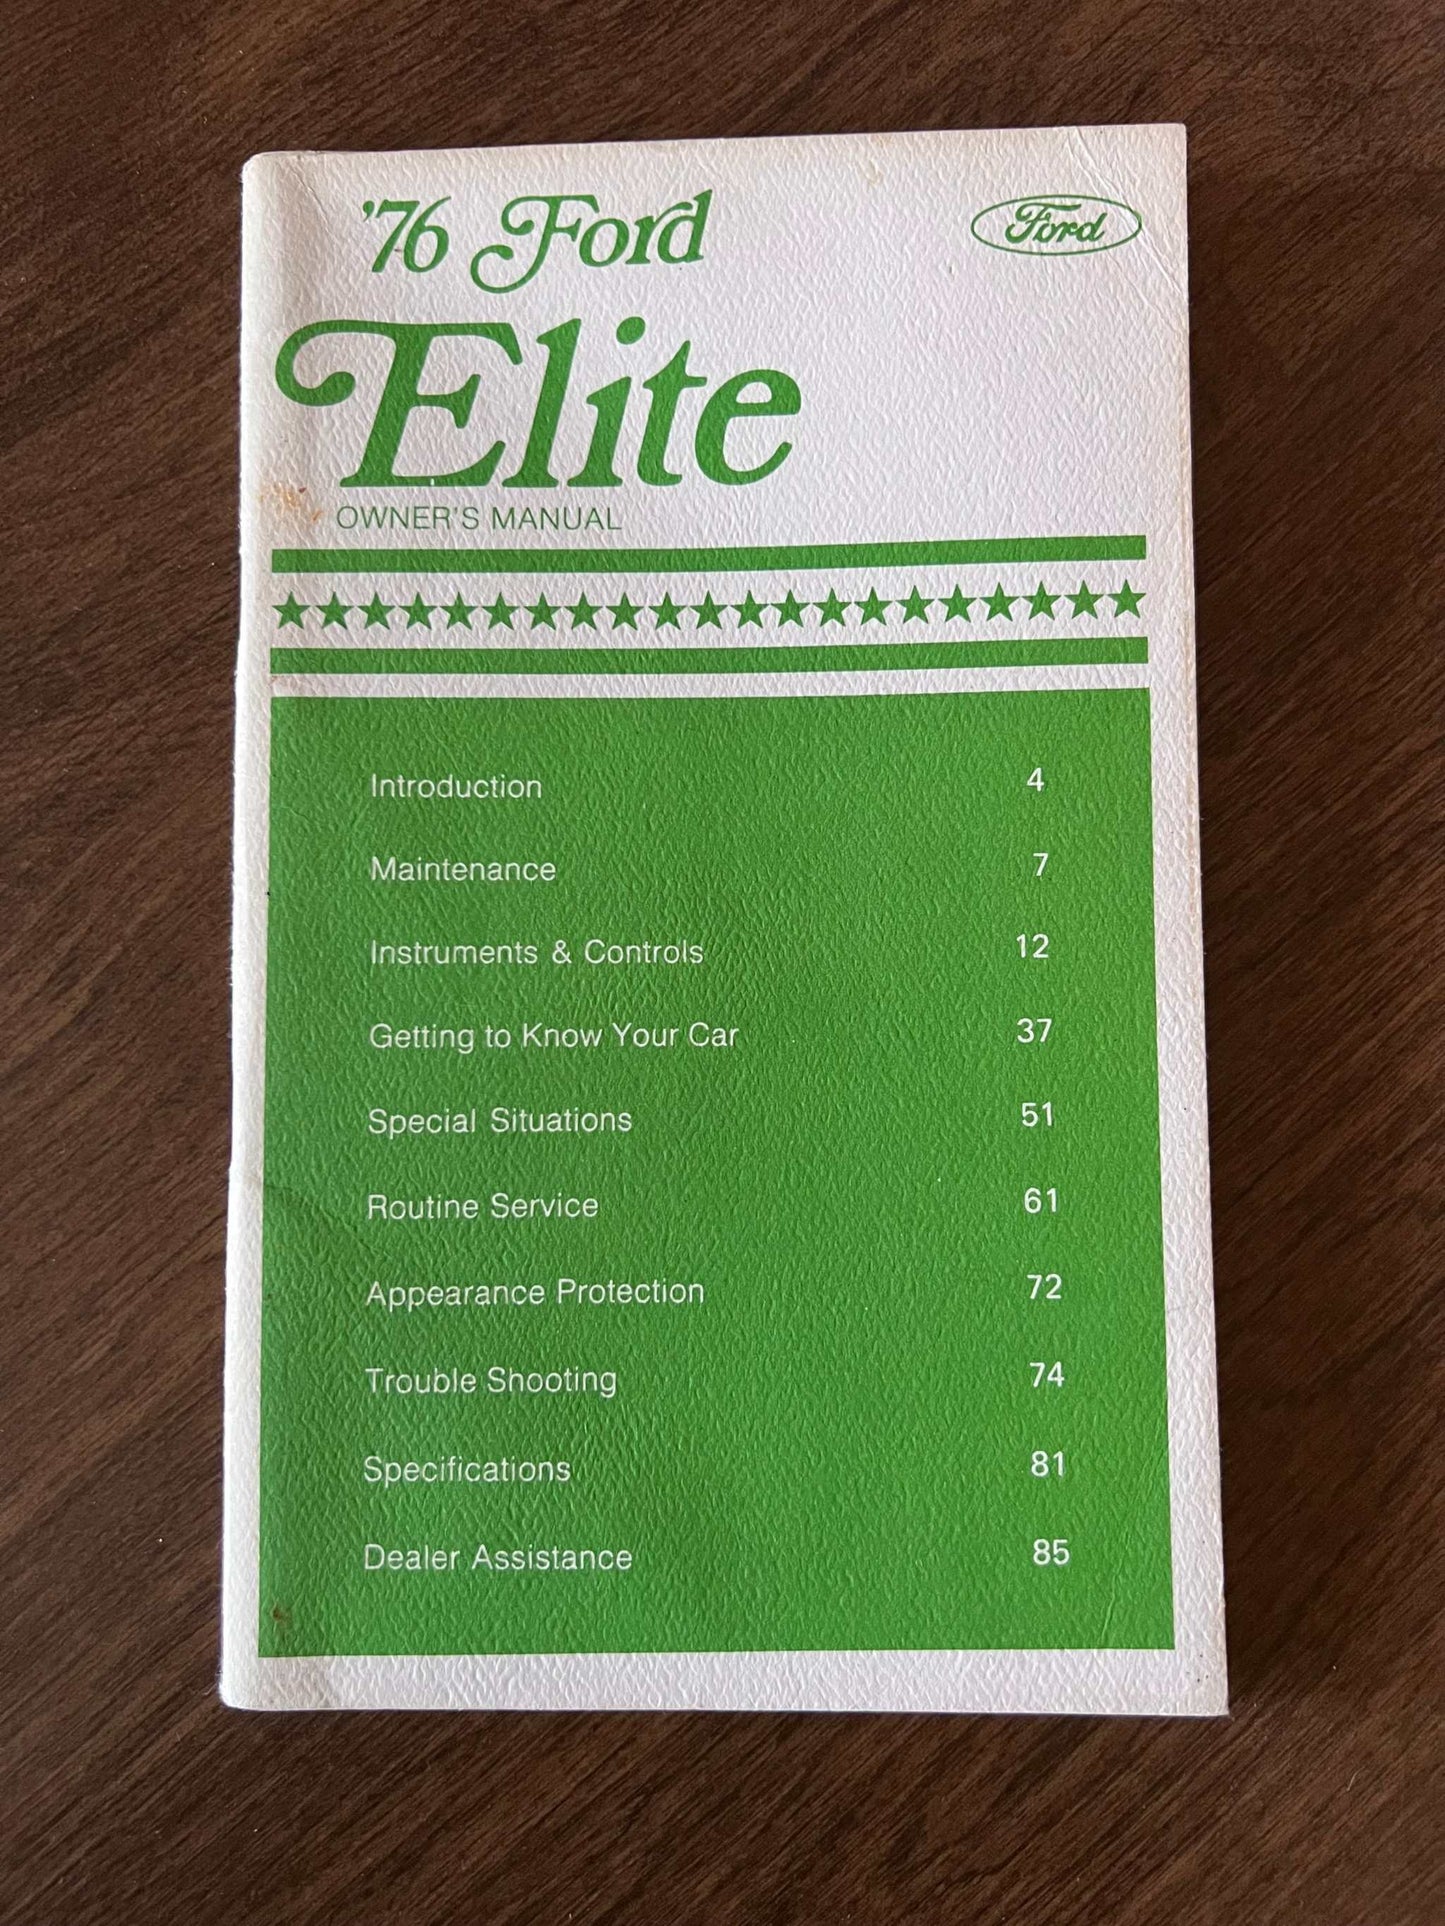 '76 Ford
Ford
Elite
OWNER'S MANUAL
Introduction 4
Maintenance 7
Instruments & Controls 12
Getting to Know Your Car 37
Special Situations 51
Routine Service 61
Appearance Protection 72
Trouble Shooting 74
Specifications 81
Dealer Assistance 85